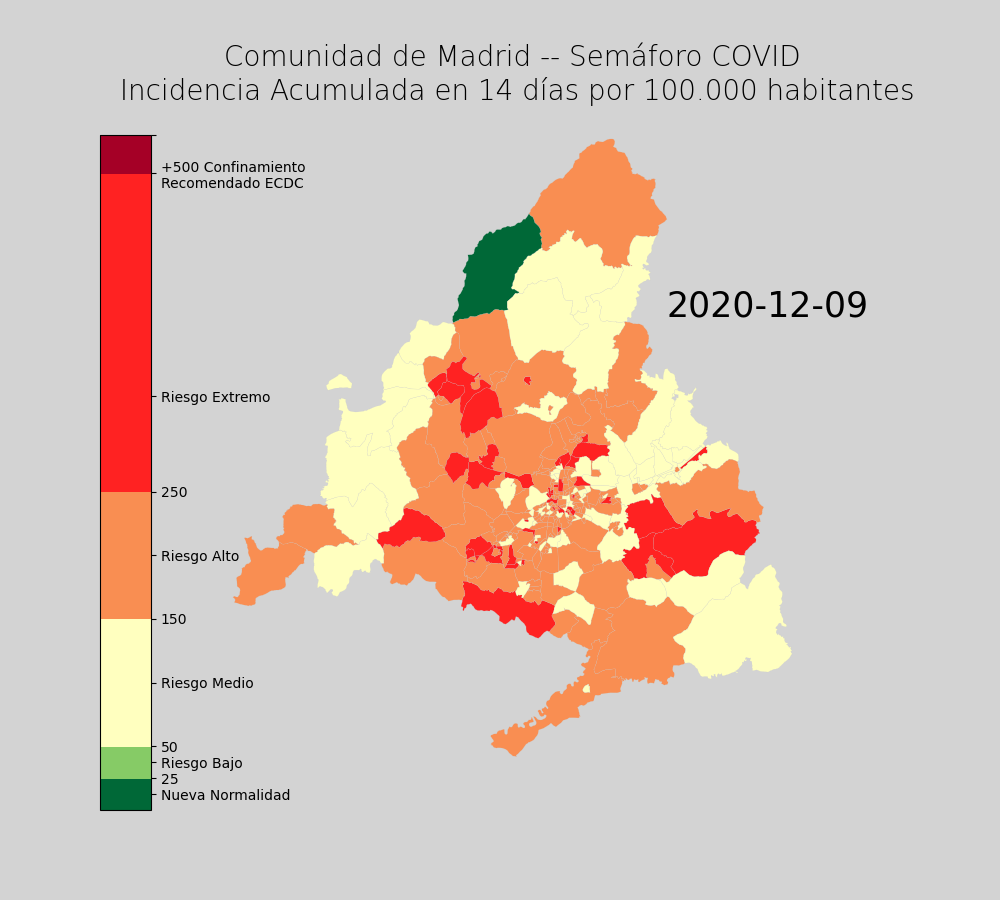 Comunidad de Madrid -- Semáforo COVID
Incidencia Acumulada en 14 días por 100.000 habitantes
+500 Confinamiento
Recomendado ECDC
2020-12-09
Riesgo Extremo
250
Riesgo Alto
150
Riesgo Medio
50
Riesgo Bajo
25
Nueva Normalidad